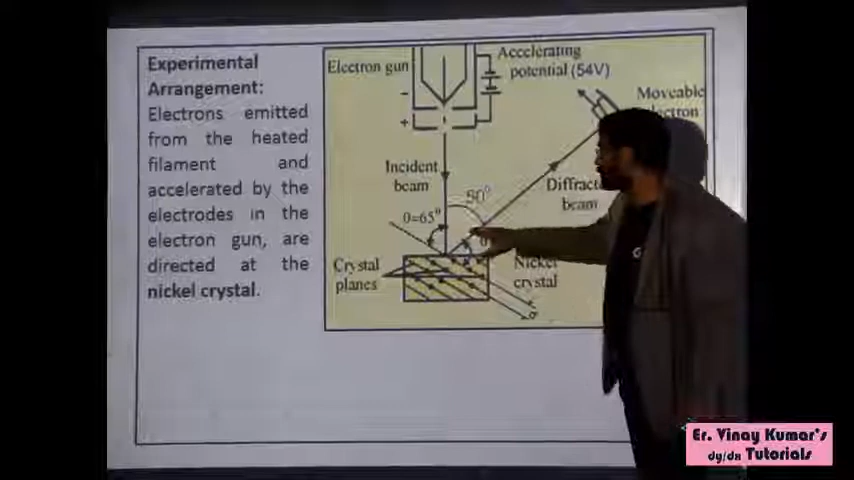 Experimental
Arrangement:
Electrons emitted
from the heated
filament and
accelerated by the
electrodes in the
electron gun, are
directed at the
nickel crystal.
Electron gun
Accelerating
potential (54V)
Moveable
Incident
beam
50°
θ=65°
beam
Crystal
planes
Nickel
crystal
Er. Vinay Kumar's
dy/dx Tutorials